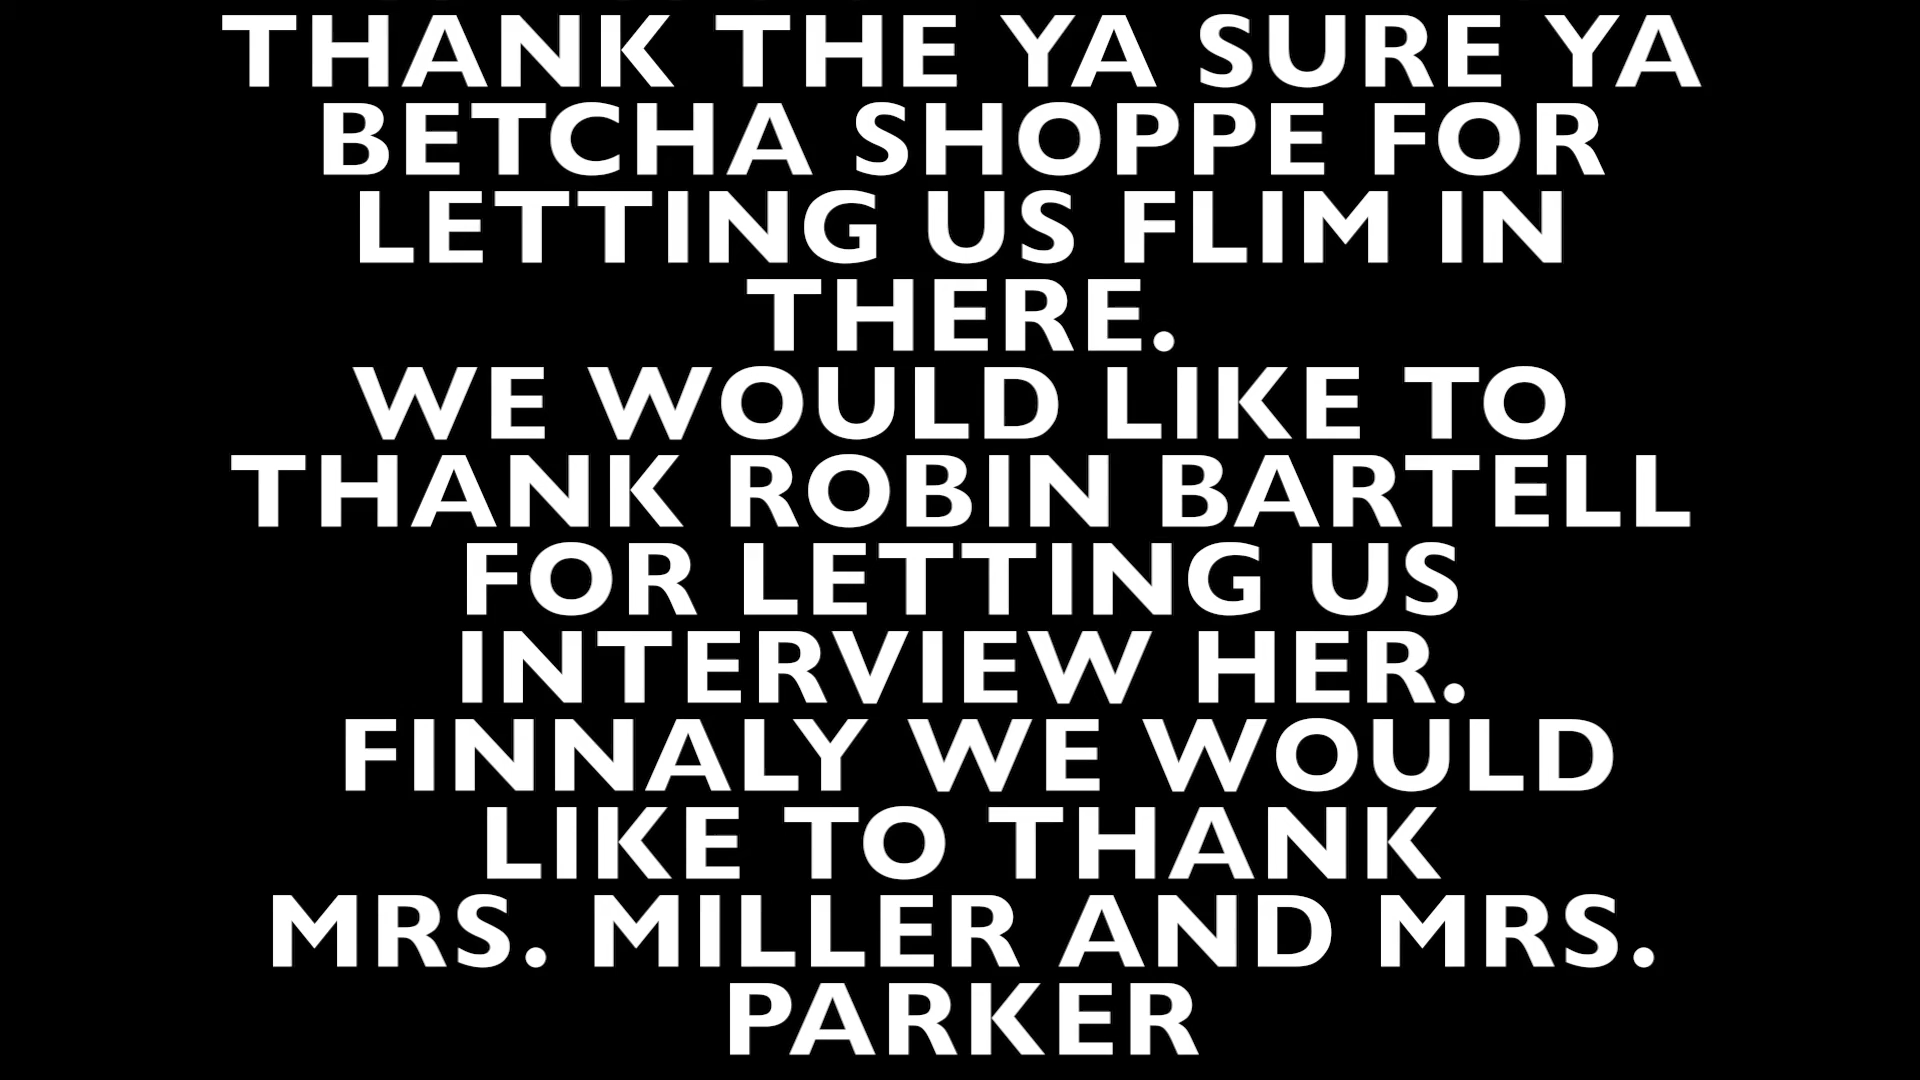 THANK THE YA SURE YA
BETCHA SHOPPE FOR
LETTING US FLIM IN
THERE.
WE WOULD LIKE TO
THANK ROBIN BARTELL
FOR LETTING US
INTERVIEW HER.
FINNALY WE WOULD
LIKE TO THANK
MRS. MILLER AND MRS.
PARKER